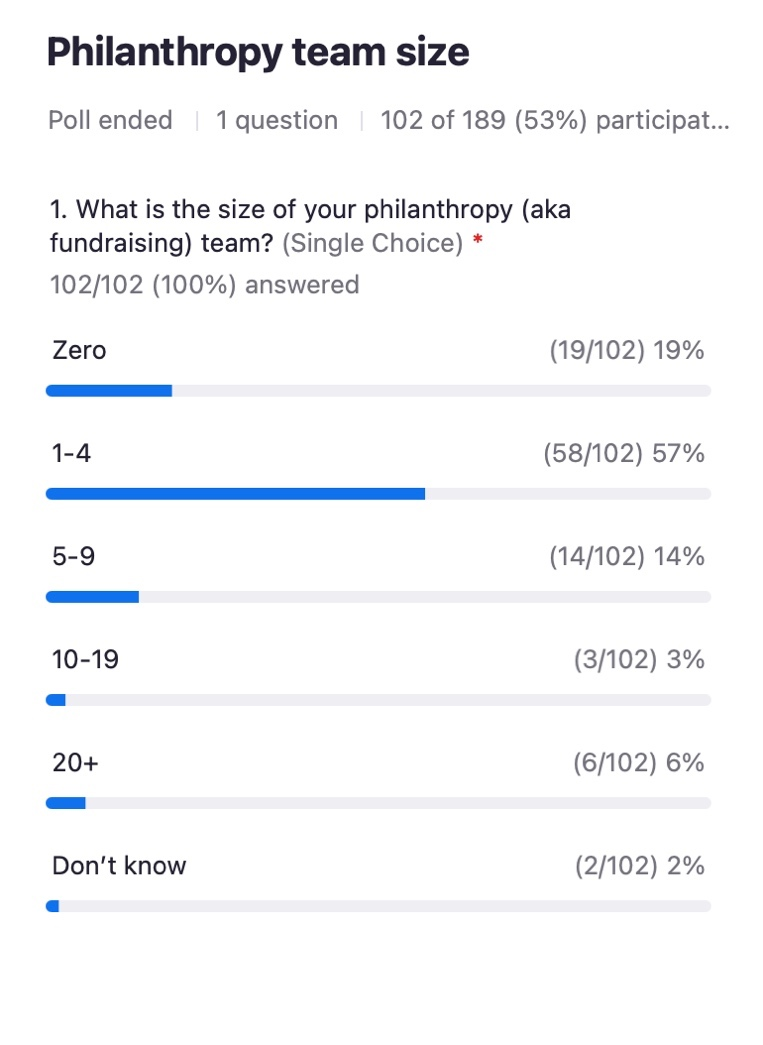 Philanthropy team size
Poll ended | 1 question | 102 of 189 (53%) participat...
1. What is the size of your philanthropy (aka
fundraising) team? (Single Choice) *
102/102 (100%) answered
Zero (19/102) 19%
1-4 (58/102) 57%
5-9 (14/102) 14%
10-19 (3/102) 3%
20+ (6/102) 6%
Don’t know (2/102) 2%